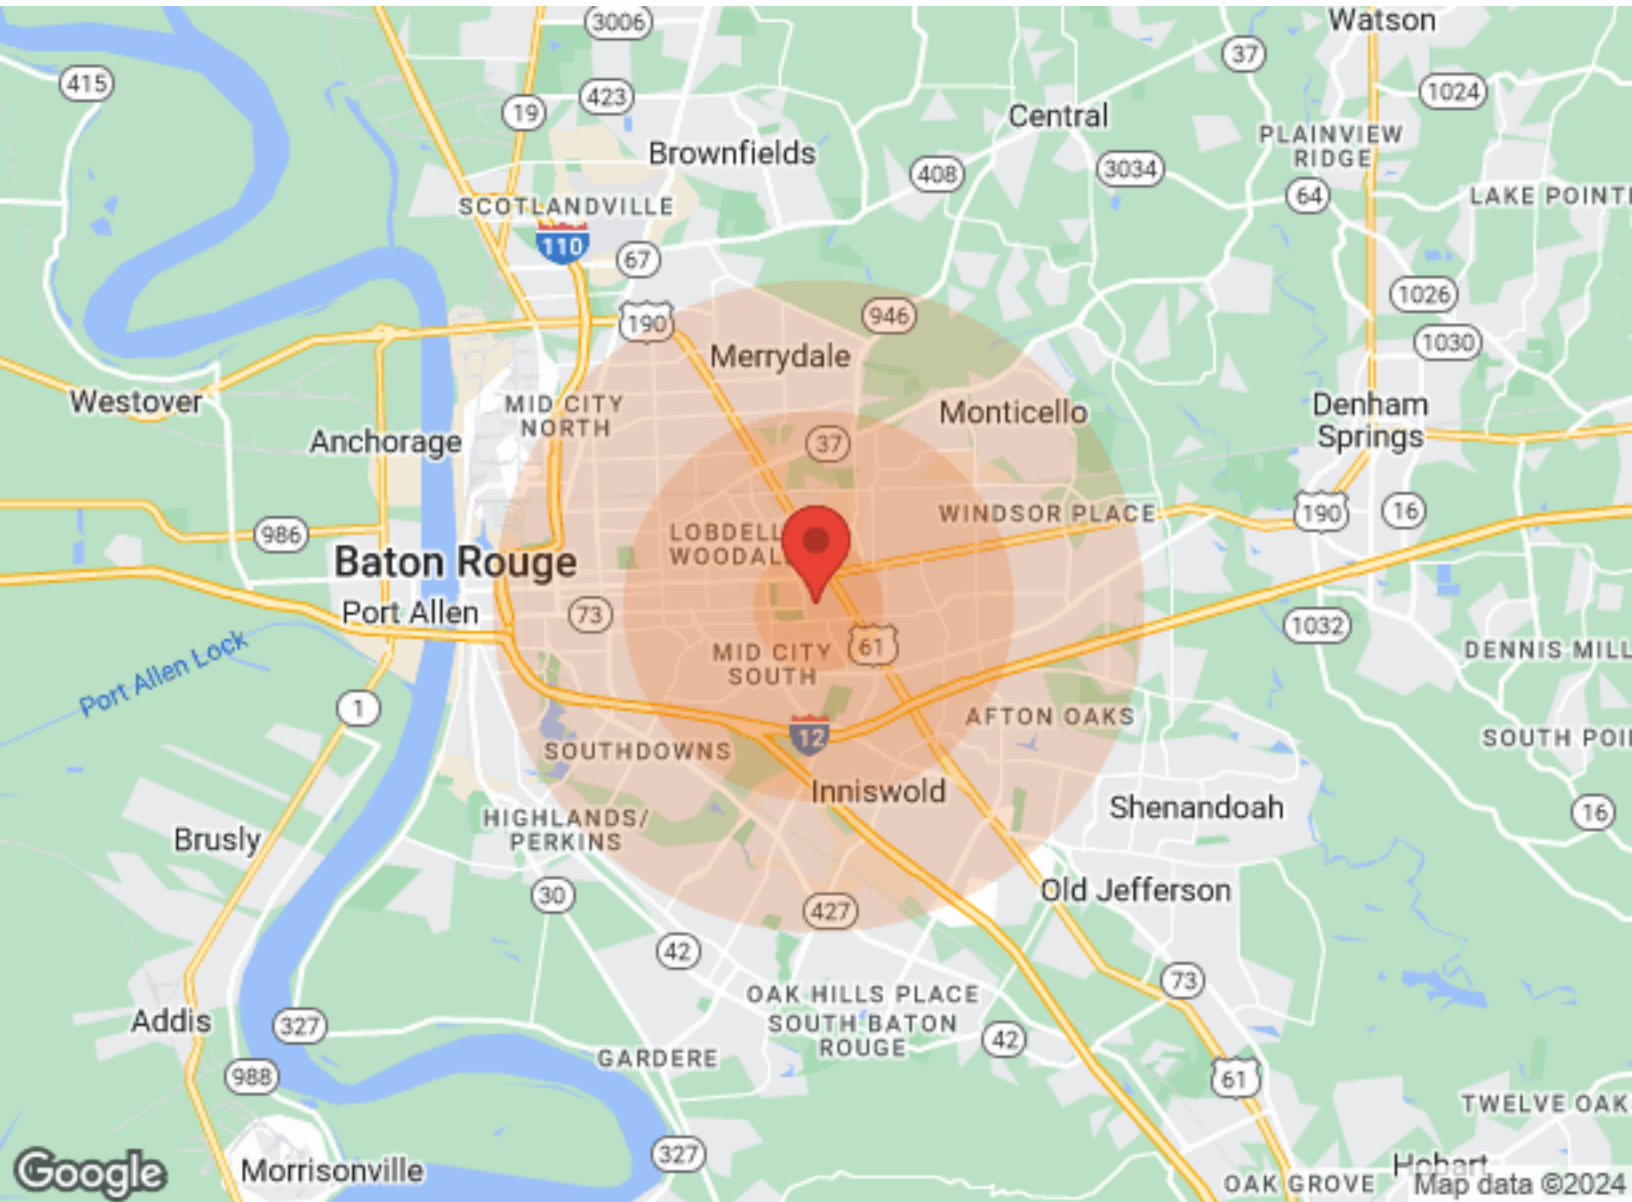 3006
Watson
37
415
423
1024
19
Central
PLAINVIEW
RIDGE
Brownfields
408
3034
64
LAKE POINT
SCOTLANDVILLE
110
67
1026
190
946
1030
Merrydale
Westover
MID CITY
NORTH
Monticello
Denham
Springs
Anchorage
37
LOBDELL
WOODAL
WINDSOR PLACE
190
16
986
Baton Rouge
Port Allen
73
1032
61
MID CITY
SOUTH
DENNIS MILL
Port Allen Lock
1
AFTON OAKS
12
SOUTHDOWNS
SOUTH POI
Inniswold
Shenandoah
16
HIGHLANDS/
PERKINS
Brusly
30
Old Jefferson
427
42
73
OAK HILLS PLACE
SOUTH BATON
ROUGE
Addis
327
42
GARDERE
988
61
TWELVE OAK
327
Google
Morrisonville
Hobart
OAK GROVE
Map data ©2024